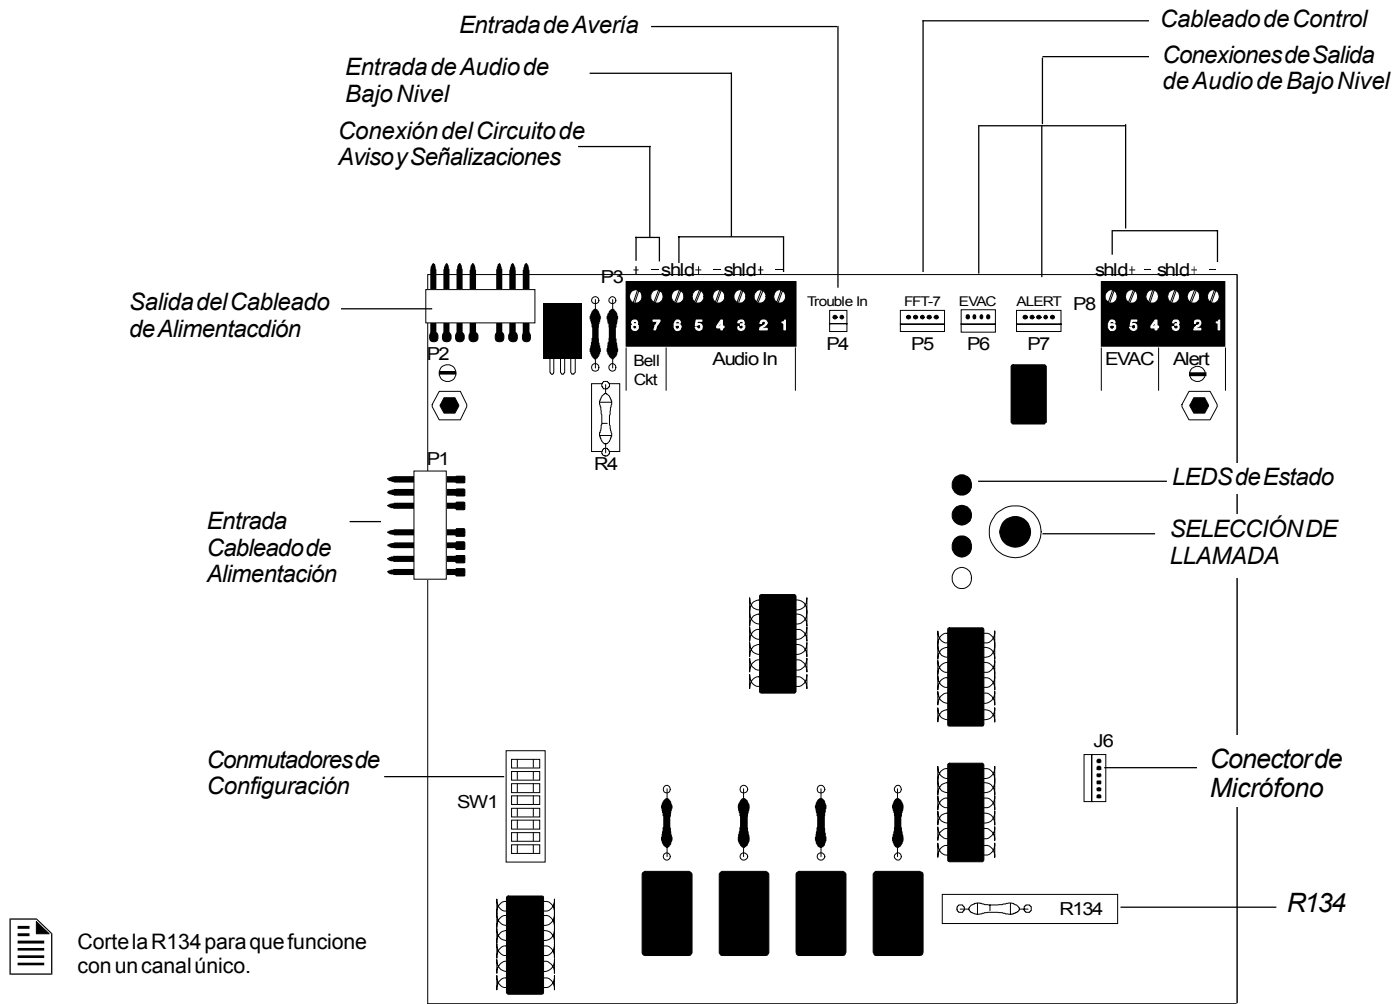 Entrada de Avería
Cableado de Control
Entrada de Audio de
Bajo Nivel
Conexiones de Salida
de Audio de Bajo Nivel
Conexión del Circuito de
Aviso y Señalizaciones
Salida del Cableado
de Alimentacdión
P3
+ − shld + − shld + −
8 7 6 5 4 3 2 1
Bell
Ckt
Audio In
Trouble In
P4
FFT-7
P5
EVAC
P6
ALERT
P7
P8
shld + − shld + −
6 5 4 3 2 1
EVAC
Alert
P2
R4
P1
Entrada
Cableado de
Alimentación
LEDS de Estado
SELECCIÓN DE
LLAMADA
Conmutadores de
Configuración
SW1
J6
Conector de
Micrófono
R134
R134
Corte la R134 para que funcione
con un canal único.